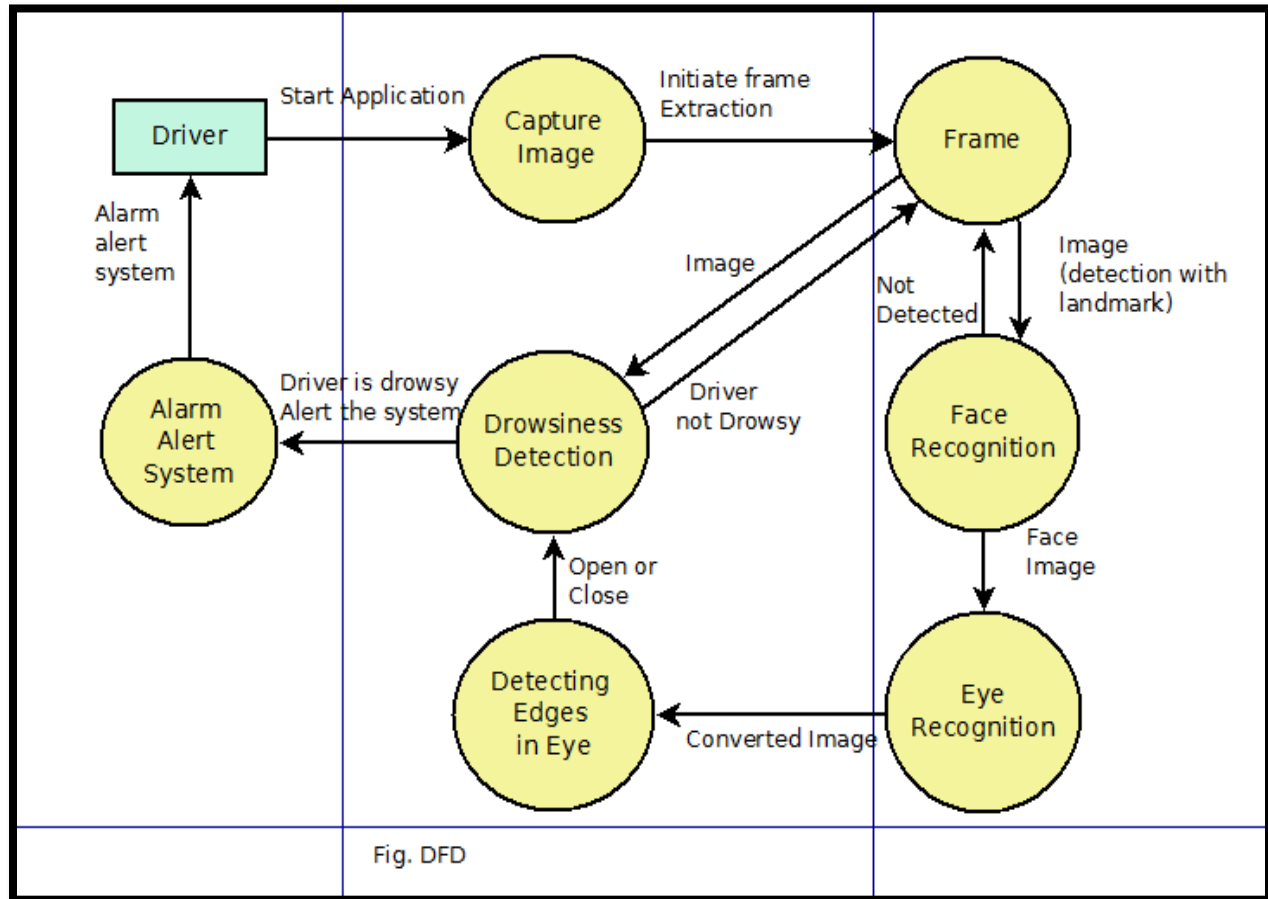 Driver
Start Application
Capture
Image
Initiate frame
Extraction
Frame
Alarm
alert
system
Image
Not
Detected
Image
(detection with
landmark)
Alarm
Alert
System
Driver is drowsy
Alert the system
Drowsiness
Detection
Driver
not Drowsy
Face
Recognition
Open or
Close
Face
Image
Detecting
Edges
in Eye
Converted Image
Eye
Recognition
Fig. DFD